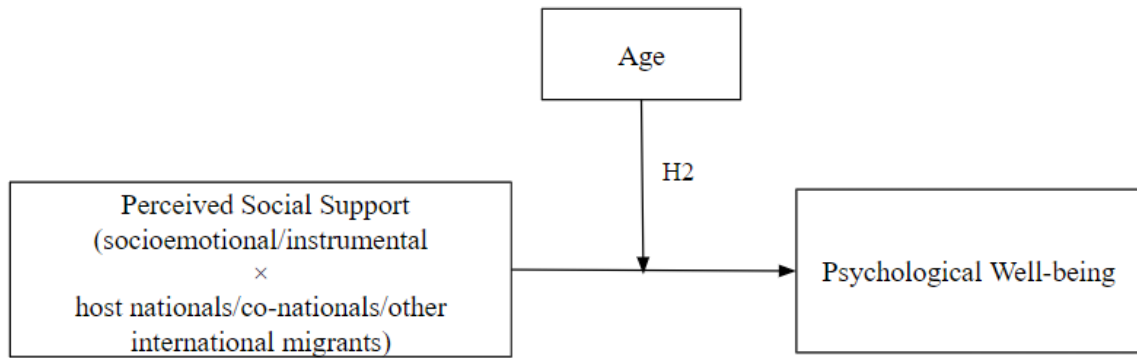 Age
H2
Perceived Social Support
(socioemotional/instrumental
×
host nationals/co-nationals/other
international migrants)
Psychological Well-being